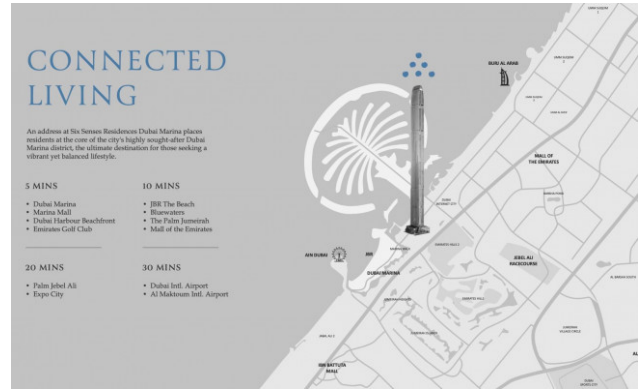 CONNECTED
LIVING
An address at Six Senses Residences Dubai Marina places
residents at the core of the city's highly sought-after Dubai
Marina district, the ultimate destination for those seeking a
vibrant yet balanced lifestyle.
5 MINS
• Dubai Marina
• Marina Mall
• Dubai Harbour Beachfront
• Emirates Golf Club
10 MINS
• JBR The Beach
• Bluewaters
• The Palm Jumeirah
• Mall of the Emirates
20 MINS
• Palm Jebel Ali
• Expo City
30 MINS
• Dubai Intl. Airport
• Al Maktoum Intl. Airport
BURJ AL ARAB
MALL OF
THE EMIRATES
AIN DUBAI
JBR
DUBAI MARINA
JEBEL ALI
RACECOURSE
IBN BATTUTA
MALL